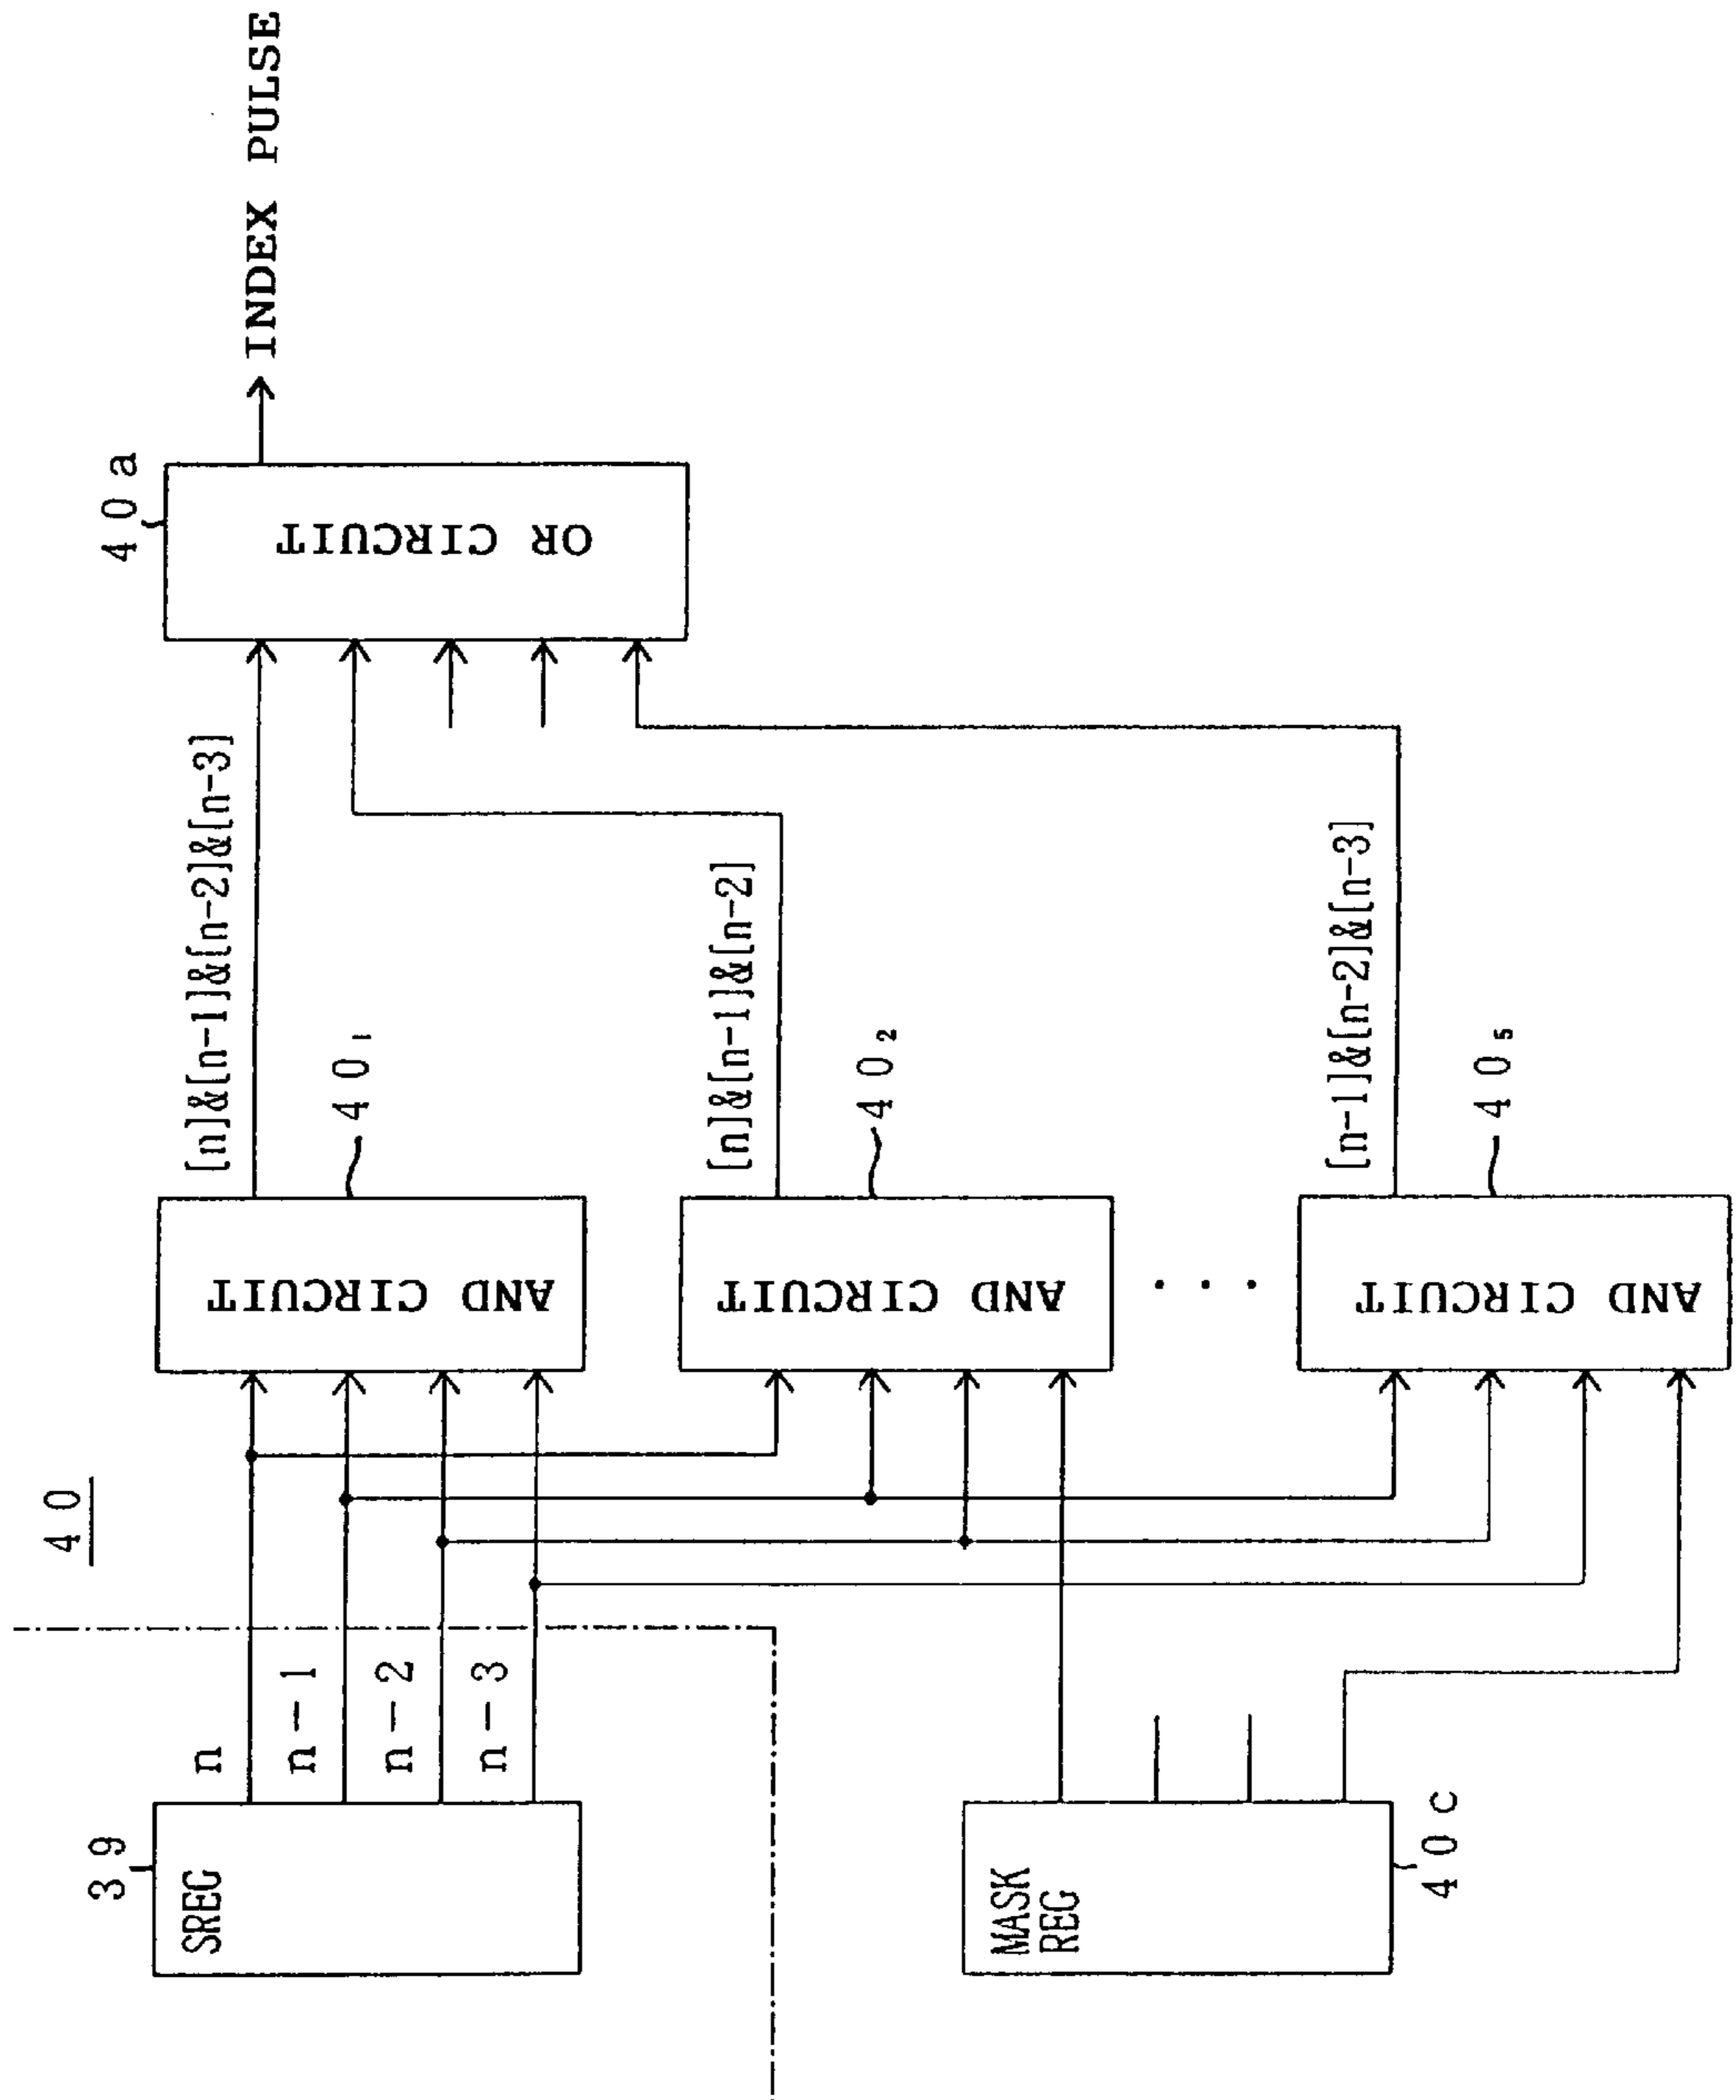 40
39
SREG
n
n-1
n-2
n-3
MASK
REG
40c
AND CIRCUIT
40₁
[n]&[n-1]&[n-2]&[n-3]
AND CIRCUIT
40₂
[n]&[n-1]&[n-2]
...
AND CIRCUIT
40₅
[n-1]&[n-2]&[n-3]
OR CIRCUIT
40a
INDEX PULSE